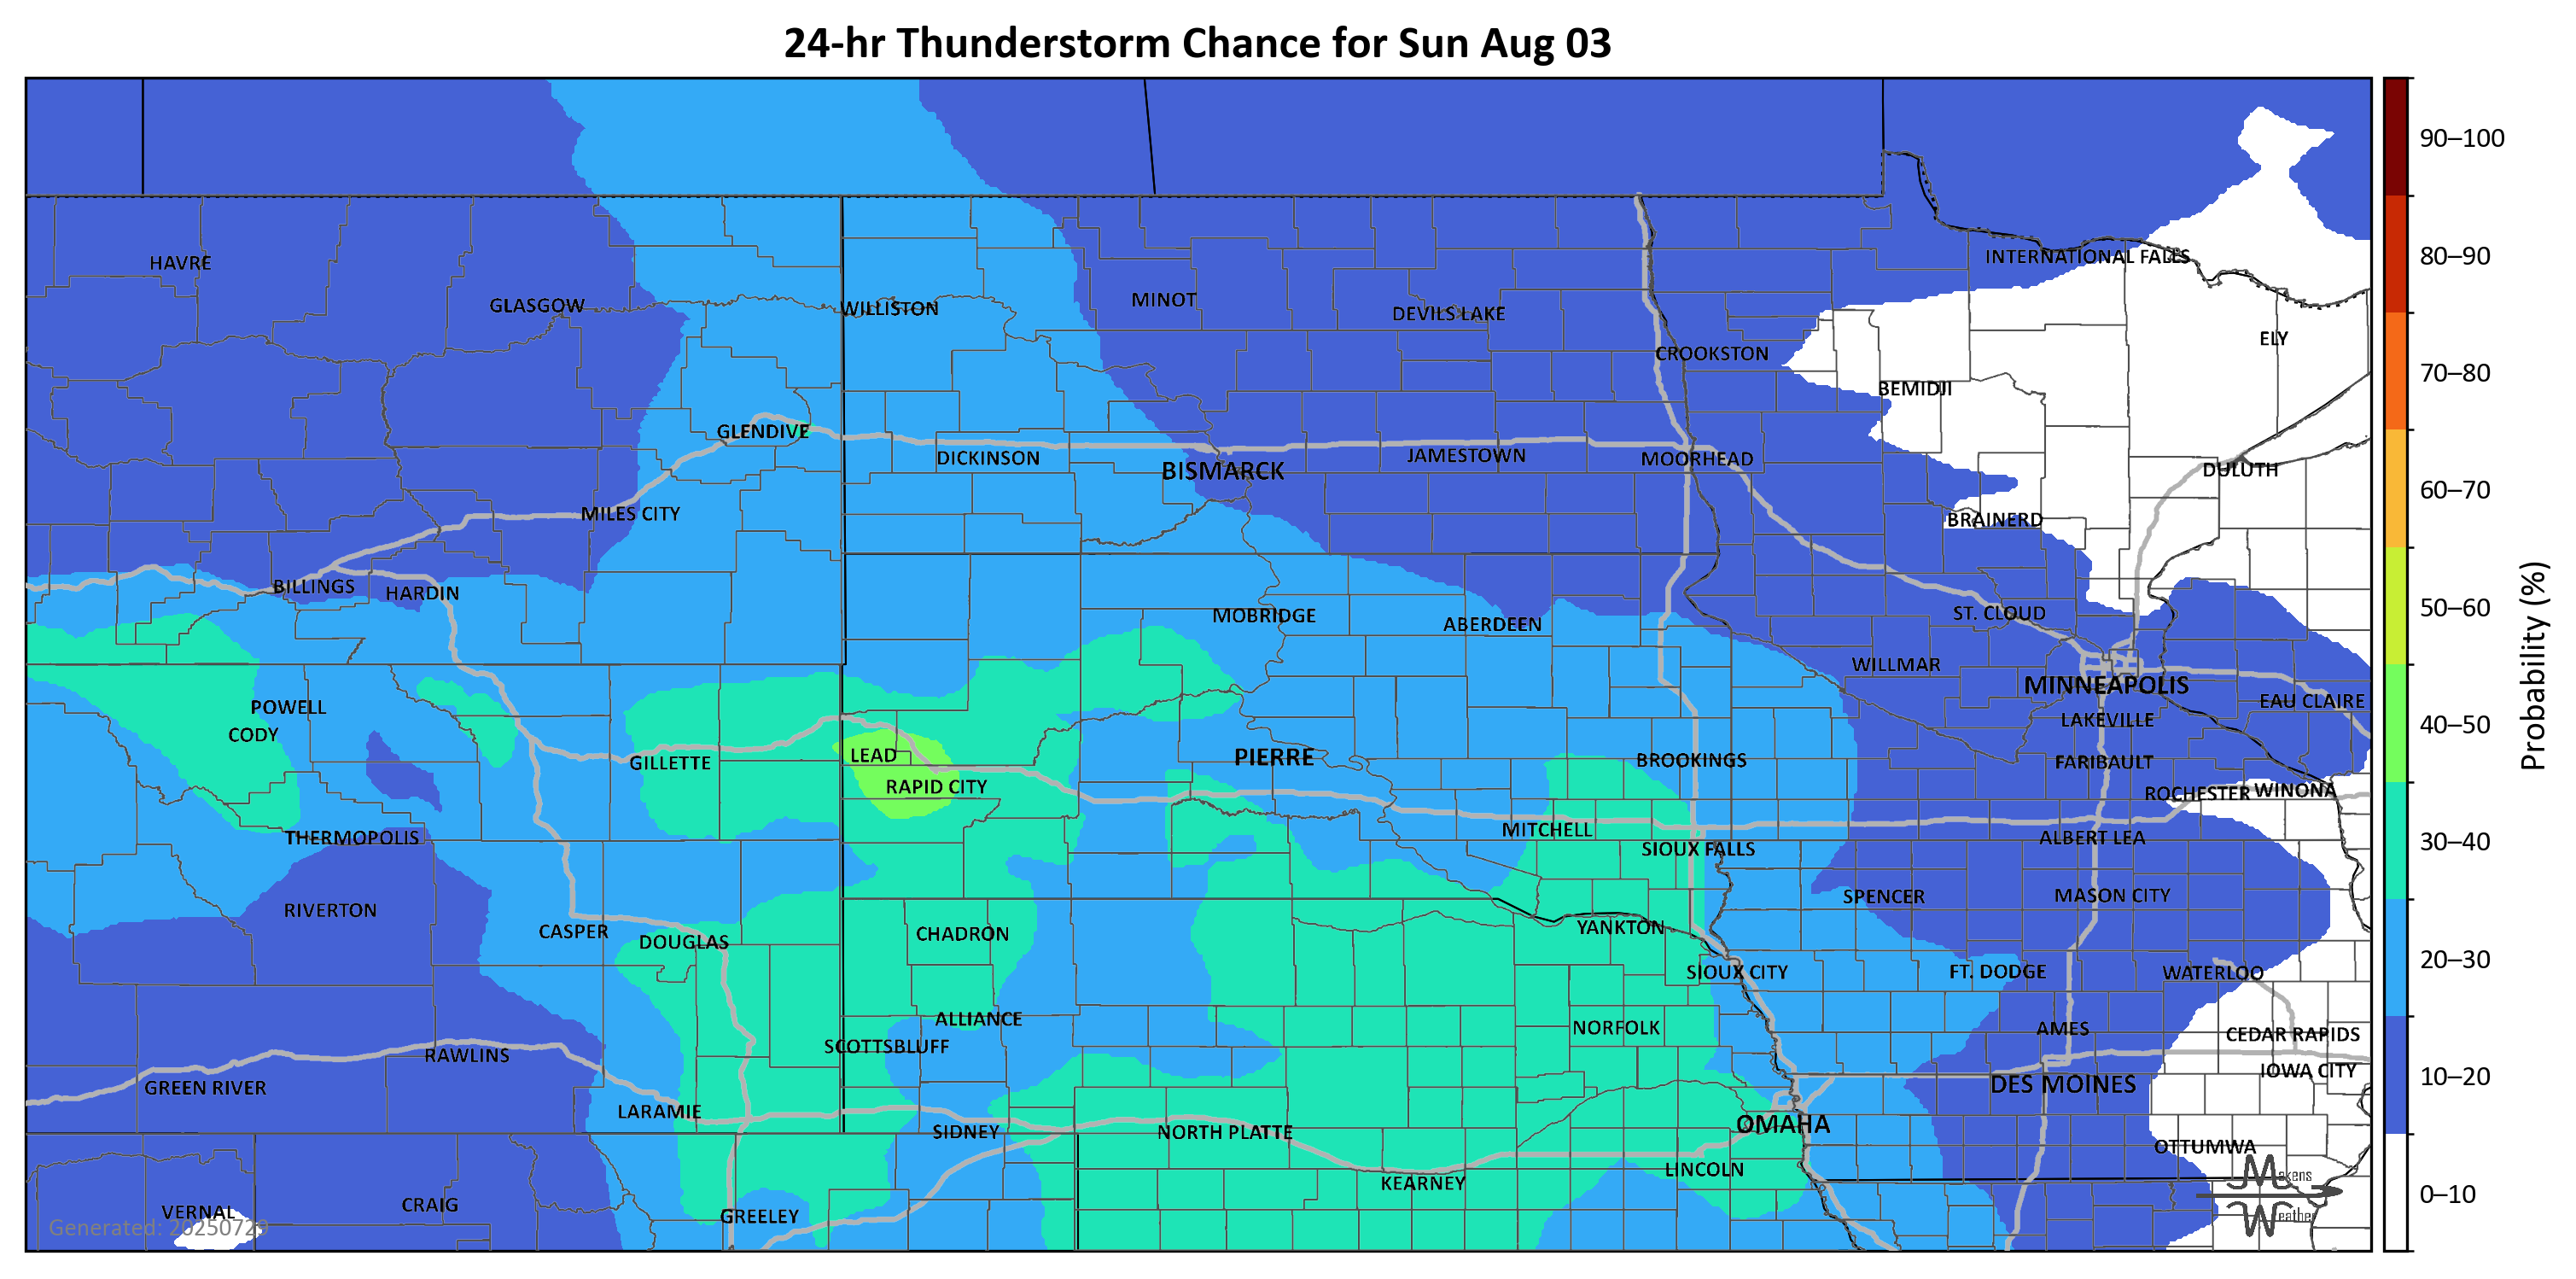 24-hr Thunderstorm Chance for Sun Aug 03
90–100
HAVRE
INTERNATIONAL FALLS
80–90
GLASGOW
WILLISTON
MINOT
DEVILS LAKE
ELY
CROOKSTON
70–80
BEMIDJI
GLENDIVE
DICKINSON
BISMARCK
JAMESTOWN
MOORHEAD
DULUTH
60–70
MILES CITY
BRAINERD
BILLINGS
HARDIN
MOBRIDGE
ABERDEEN
ST. CLOUD
50–60
WILLMAR
MINNEAPOLIS
Probability (%)
POWELL
EAU CLAIRE
CODY
LAKEVILLE
40–50
LEAD
PIERRE
GILLETTE
BROOKINGS
FARIBAULT
RAPID CITY
ROCHESTER
WINONA
THERMOPOLIS
MITCHELL
ALBERT LEA
30–40
SIOUX FALLS
RIVERTON
SPENCER
MASON CITY
CASPER
DOUGLAS
CHADRON
YANKTON
20–30
SIOUX CITY
FT. DODGE
WATERLOO
ALLIANCE
NORFOLK
AMES
CEDAR RAPIDS
SCOTTSBLUFF
RAWLINS
GREEN RIVER
DES MOINES
IOWA CITY
10–20
LARAMIE
OMAHA
SIDNEY
NORTH PLATTE
OTTUMWA
LINCOLN
KEARNEY
Makens
Weather
0–10
VERNAL
CRAIG
GREELEY
Generated: 20250729